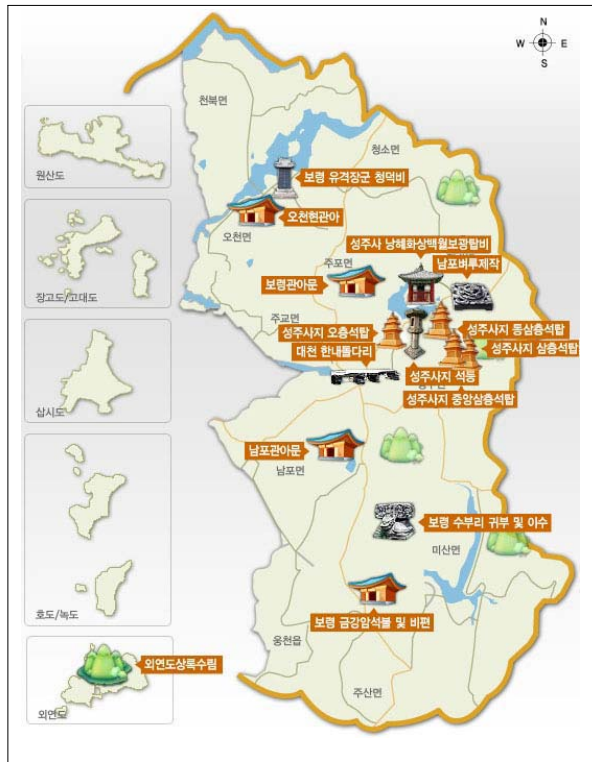 N
W E
S
천북면
청소면
원산도
보령 유격장군 청덕비
오천현관아
오천면
성주사 낭혜화상백월보광탑비
주포면
남포벼루제작
보령관아문
장고도/고대도
주교면
성주사지 오층석탑
성주사지 동삼층석탑
대천 한내돌다리
성주사지 삼층석탑
성주사지 석등
성주사지 중앙삼층석탑
삽시도
남포관아문
남포면
보령 수부리 귀부 및 이수
미산면
호도/녹도
보령 금강암석불 및 비편
웅천읍
외연도상록수림
주산면
외연도